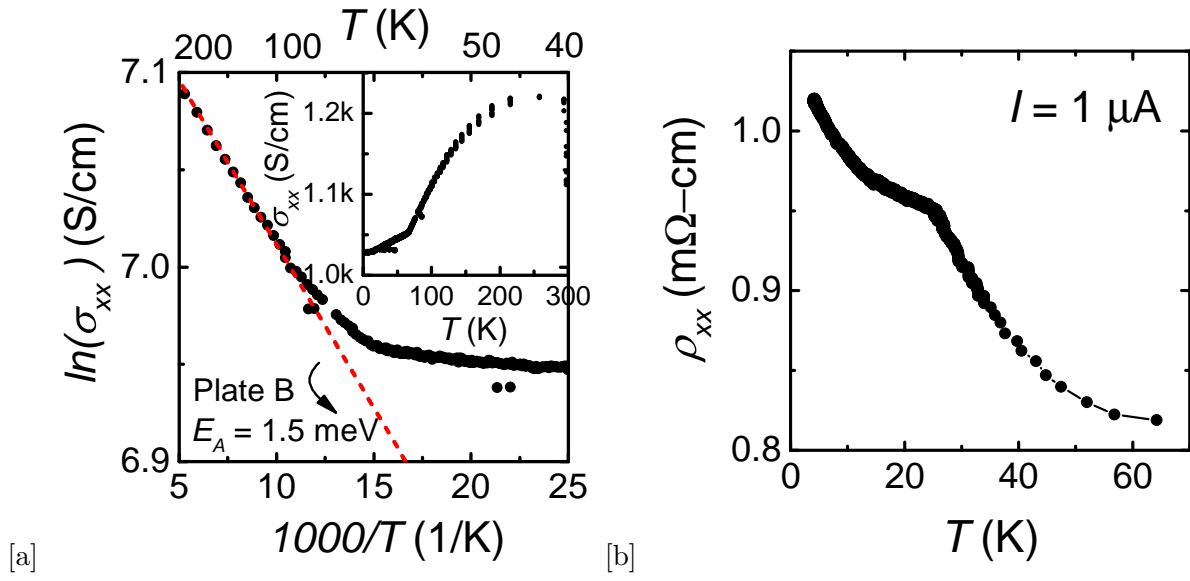 T (K)
200 100 50 40
7.1
7.0
6.9
ln(σxx ) (S/cm)
1.2k
1.1k
1.0k
σxx (S/cm)
0 100 200 300
T (K)
Plate B
EA = 1.5 meV
5 10 15 20 25
1000/T (1/K)
[a]
I = 1 μA
1.0
0.9
0.8
ρxx (mΩ−cm)
0 20 40 60
T (K)
[b]